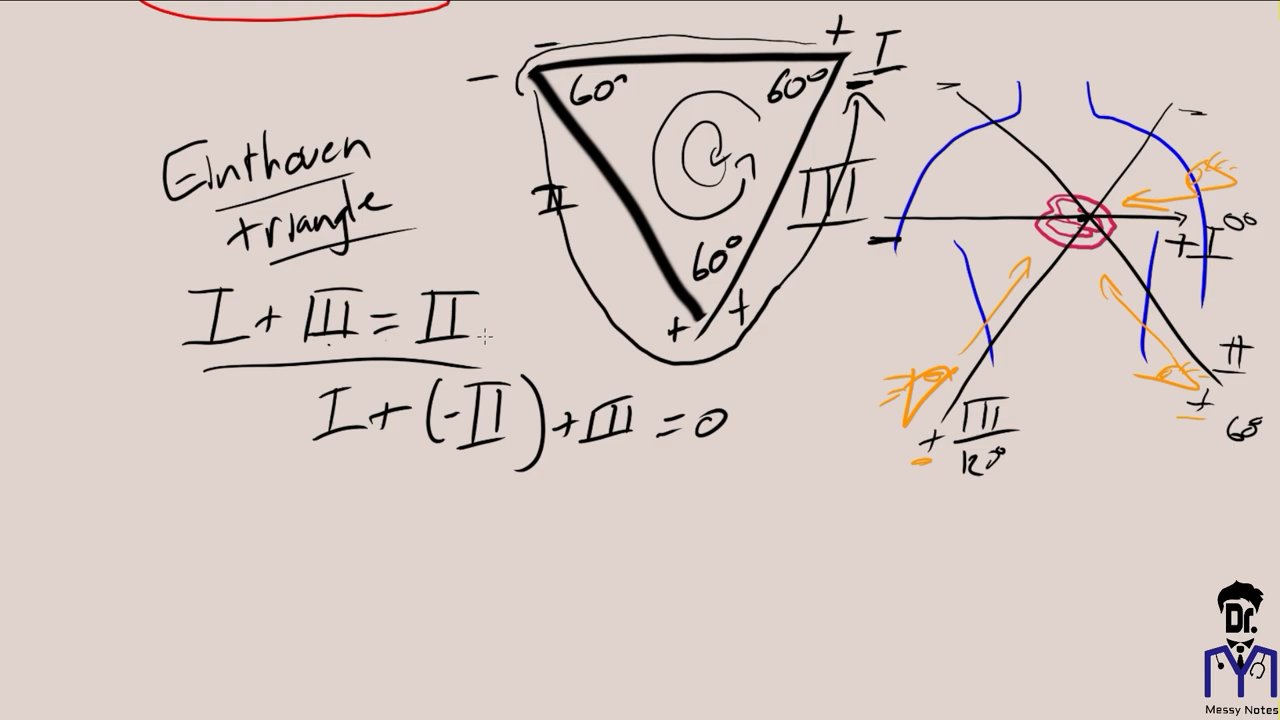 Einthoven
triangle
I + III = II
I + (-II) + III = 0
- - + I
60° 60°
-
II III
60°
+ +
- -
- + I 0°
II
+
60°
III
+ 120°
Dr.
Messy Notes